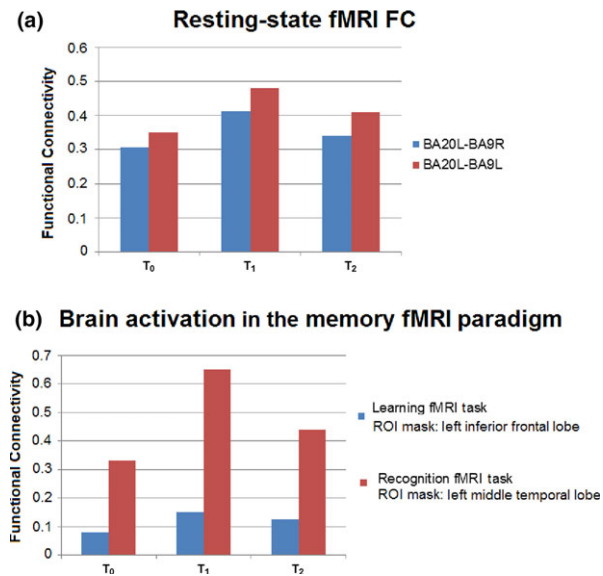 (a) Resting-state fMRI FC
Functional Connectivity
0.6
0.5
0.4
0.3
0.2
0.1
0
T0
T1
T2
BA20L-BA9R
BA20L-BA9L
(b) Brain activation in the memory fMRI paradigm
Functional Connectivity
0.7
0.6
0.5
0.4
0.3
0.2
0.1
0
T0
T1
T2
Learning fMRI task
ROI mask: left inferior frontal lobe
Recognition fMRI task
ROI mask: left middle temporal lobe